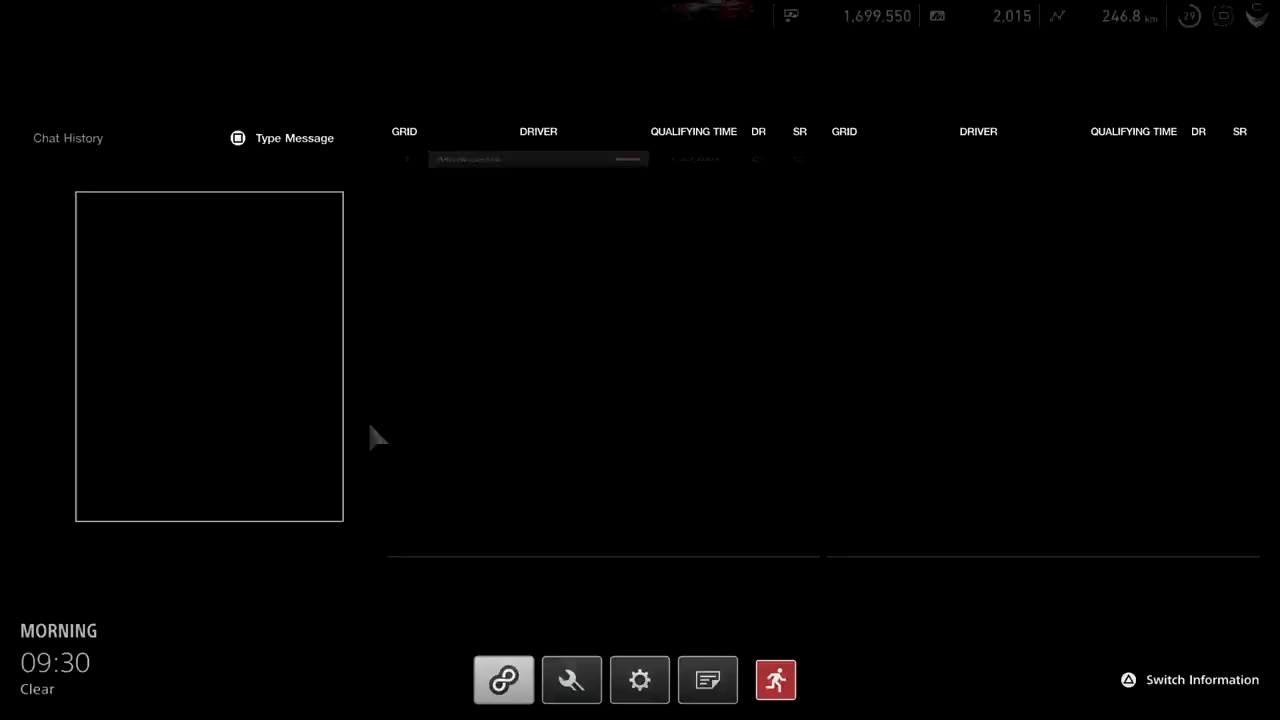 1,699,550 2,015 246.8 km 29
Chat History Type Message
GRID DRIVER QUALIFYING TIME DR SR GRID DRIVER QUALIFYING TIME DR SR
MORNING
09:30
Clear
Switch Information